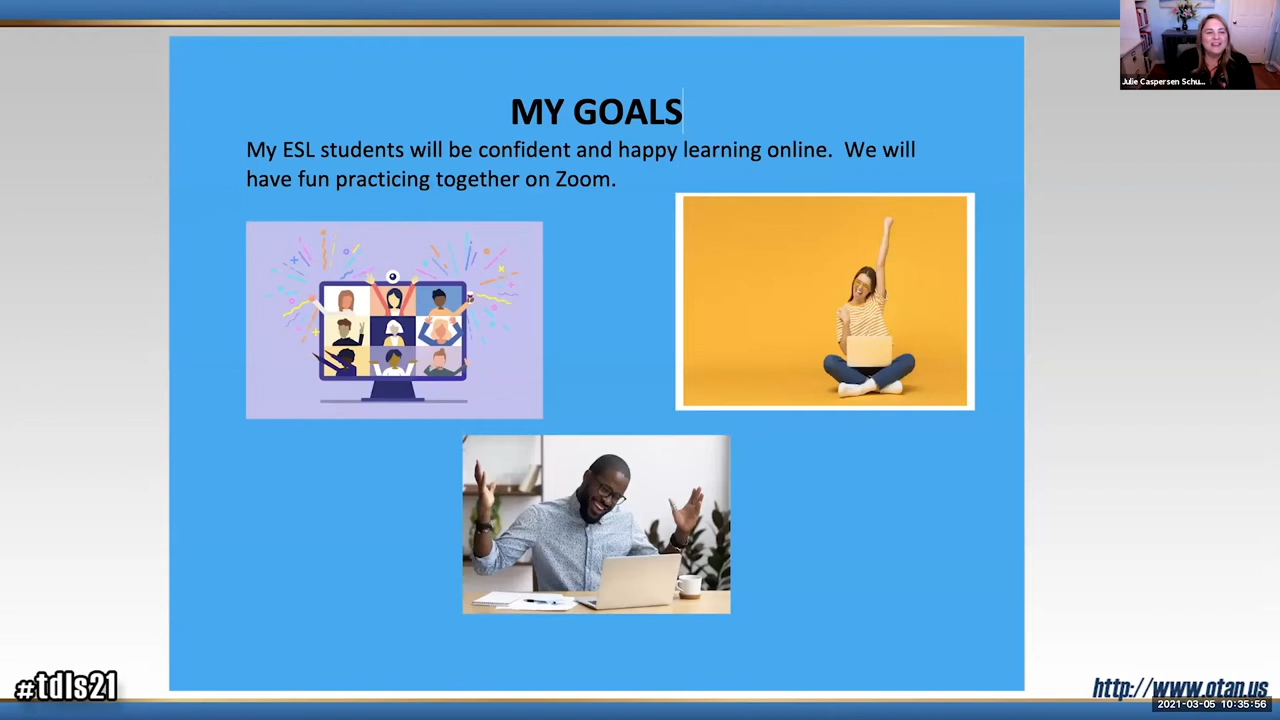 Julie Caspersen Schu...
MY GOALS
My ESL students will be confident and happy learning online.  We will
have fun practicing together on Zoom.
#tdls21
http://www.otan.us
2021-03-05 10:35:56